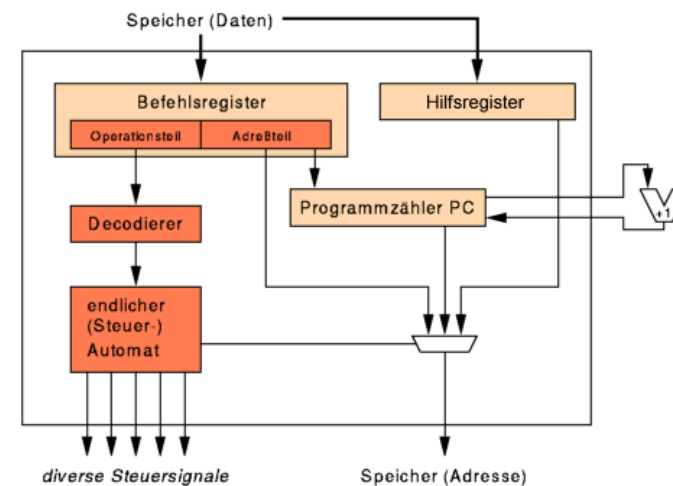 Speicher (Daten)
Befehlsregister
Hilfsregister
Operationsteil
Adreßteil
Programmzähler PC
+1
Decodierer
endlicher
(Steuer-)
Automat
diverse Steuersignale
Speicher (Adresse)